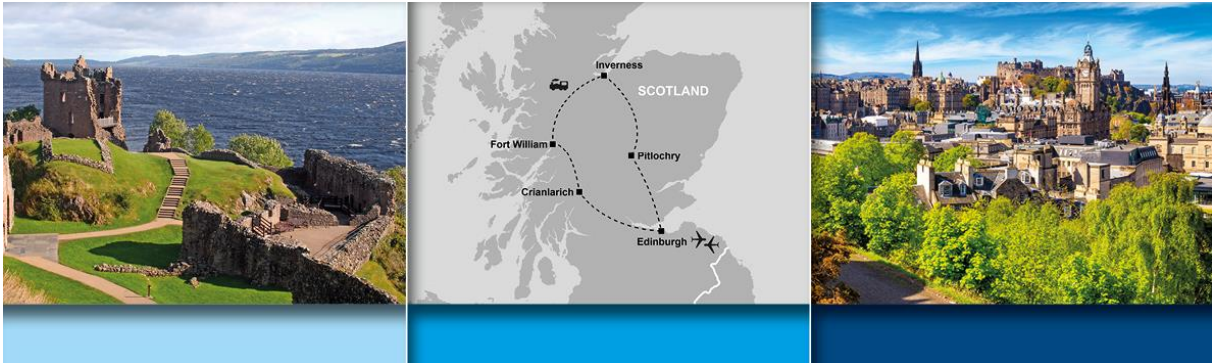 Inverness
SCOTLAND
Fort William
Pitlochry
Crianlarich
Edinburgh